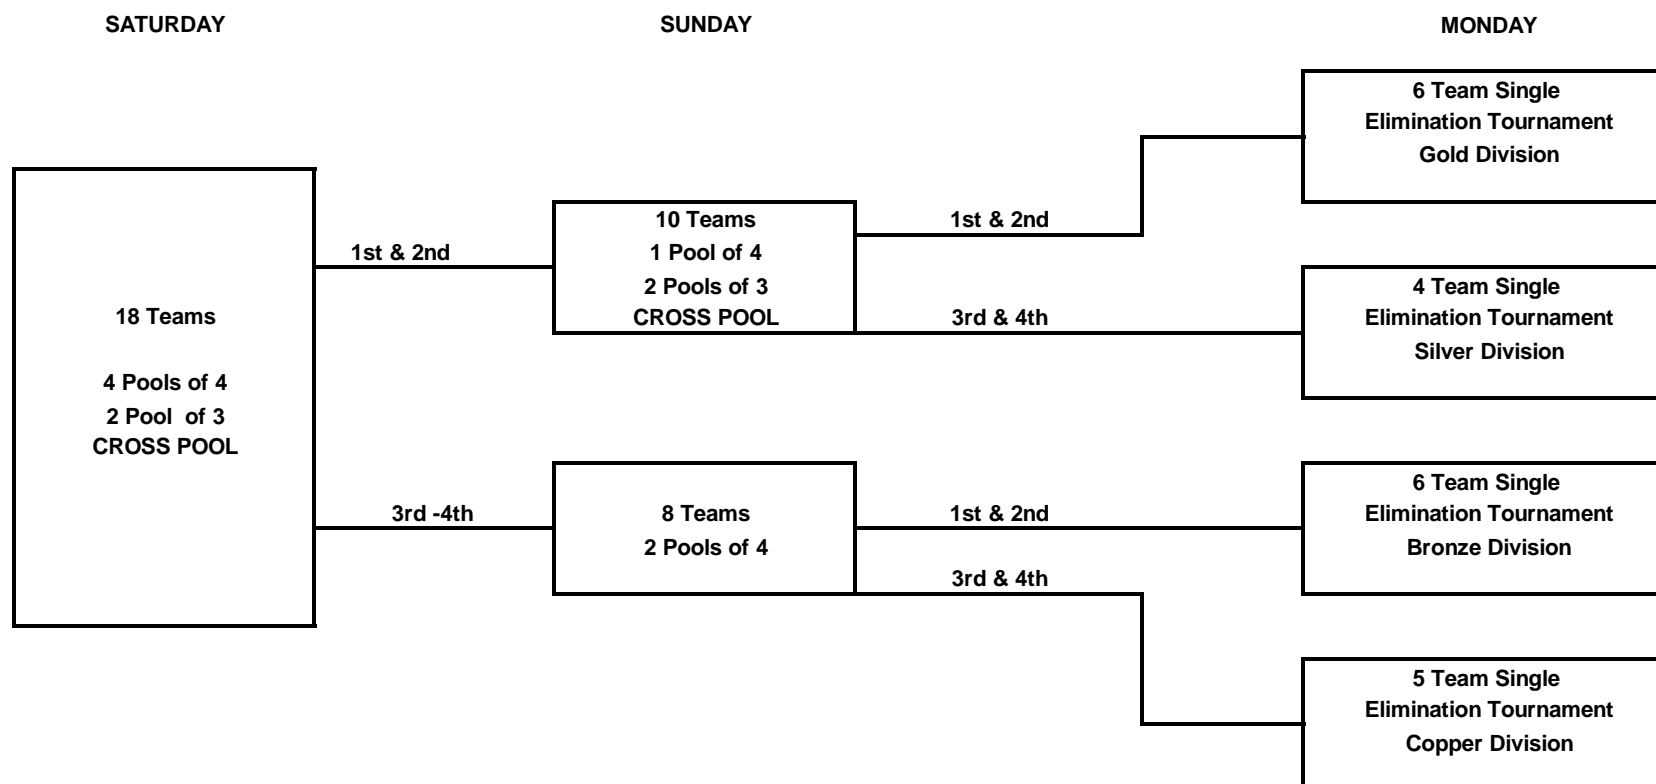 SATURDAY
SUNDAY
MONDAY
18 Teams
4 Pools of 4
2 Pool of 3
CROSS POOL
1st & 2nd
3rd -4th
10 Teams
1 Pool of 4
2 Pools of 3
CROSS POOL
8 Teams
2 Pools of 4
1st & 2nd
3rd & 4th
1st & 2nd
3rd & 4th
6 Team Single
Elimination Tournament
Gold Division
4 Team Single
Elimination Tournament
Silver Division
6 Team Single
Elimination Tournament
Bronze Division
5 Team Single
Elimination Tournament
Copper Division